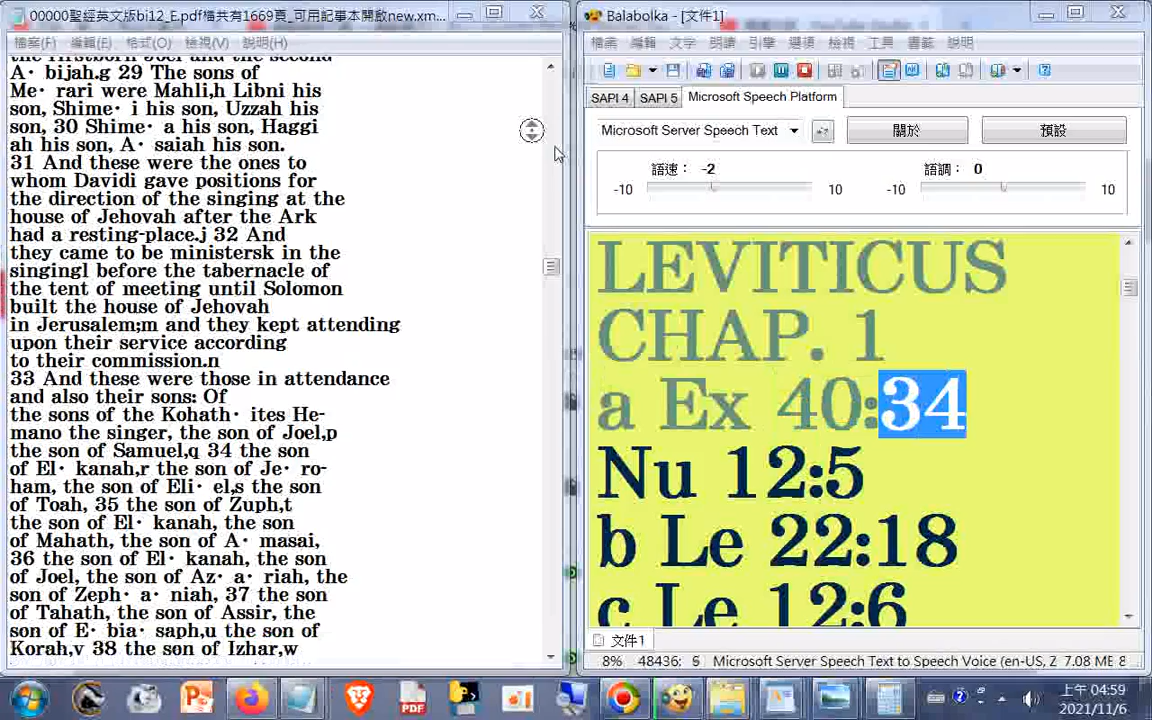 00000聖經英文版bi12_E.pdf檔共有1669頁_可用記事本開啟new.xm...
檔案(F) 編輯(E) 格式(O) 檢視(V) 說明(H)
the firstborn Joel and the second
A· bijah.g 29 The sons of
Me· rari were Mahli,h Libni his
son, Shime· i his son, Uzzah his
son, 30 Shime· a his son, Haggi
ah his son, A· saiah his son.
31 And these were the ones to
whom Davidi gave positions for
the direction of the singing at the
house of Jehovah after the Ark
had a resting-place.j 32 And
they came to be ministersk in the
singingl before the tabernacle of
the tent of meeting until Solomon
built the house of Jehovah
in Jerusalem;m and they kept attending
upon their service according
to their commission.n
33 And these were those in attendance
and also their sons: Of
the sons of the Kohath· ites He-
mano the singer, the son of Joel,p
the son of Samuel,q 34 the son
of El· kanah,r the son of Je· ro-
ham, the son of Eli· el,s the son
of Toah, 35 the son of Zuph,t
the son of El· kanah, the son
of Mahath, the son of A· masai,
36 the son of El· kanah, the son
of Joel, the son of Az· a· riah, the
son of Zeph· a· niah, 37 the son
of Tahath, the son of Assir, the
son of E· bia· saph,u the son of
Korah,v 38 the son of Izhar,w
Balabolka - [文件1]
檔案 編輯 文字 朗讀 引擎 選項 檢視 工具 書籤 說明
SAPI 4 SAPI 5 Microsoft Speech Platform
Microsoft Server Speech Text 關於 預設
語速： -2 語調： 0
-10 10 -10 10
LEVITICUS
CHAP. 1
a Ex 40:34
Nu 12:5
b Le 22:18
c Le 12:6
文件1
8% 48436: 5 Microsoft Server Speech Text to Speech Voice (en-US, Z 7.08 MB 8
上午 04:59
2021/11/6